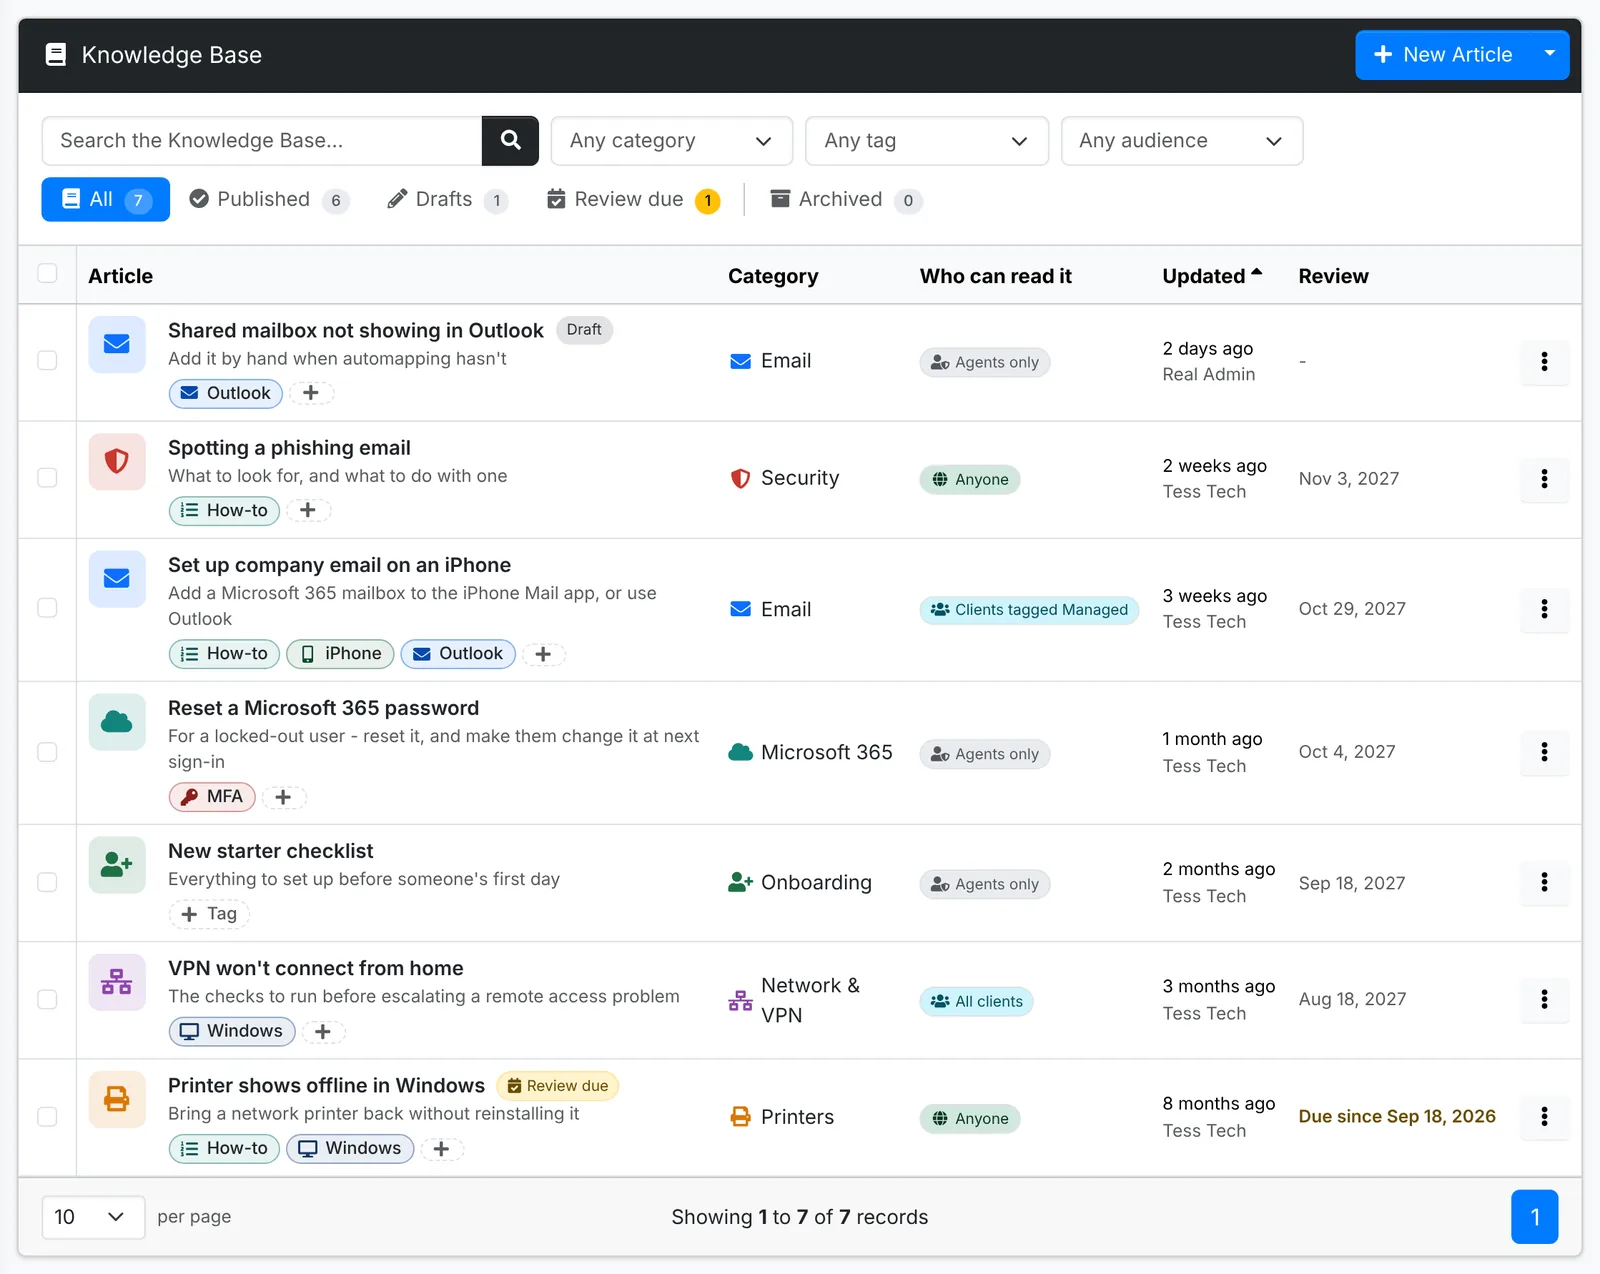 Knowledge Base
New Article
Search the Knowledge Base...
Any category
Any tag
Any audience
All 7
Published 6
Drafts 1
Review due 1
Archived 0
Article
Category
Who can read it
Updated
Review
Shared mailbox not showing in Outlook Draft
Add it by hand when automapping hasn't
Outlook
Email
Agents only
2 days ago
Real Admin
-
Spotting a phishing email
What to look for, and what to do with one
How-to
Security
Anyone
2 weeks ago
Tess Tech
Nov 3, 2027
Set up company email on an iPhone
Add a Microsoft 365 mailbox to the iPhone Mail app, or use
Outlook
How-to iPhone Outlook
Email
Clients tagged Managed
3 weeks ago
Tess Tech
Oct 29, 2027
Reset a Microsoft 365 password
For a locked-out user - reset it, and make them change it at next
sign-in
MFA
Microsoft 365
Agents only
1 month ago
Tess Tech
Oct 4, 2027
New starter checklist
Everything to set up before someone's first day
Tag
Onboarding
Agents only
2 months ago
Tess Tech
Sep 18, 2027
VPN won't connect from home
The checks to run before escalating a remote access problem
Windows
Network &
VPN
All clients
3 months ago
Tess Tech
Aug 18, 2027
Printer shows offline in Windows Review due
Bring a network printer back without reinstalling it
How-to Windows
Printers
Anyone
8 months ago
Tess Tech
Due since Sep 18, 2026
10 per page
Showing 1 to 7 of 7 records
1